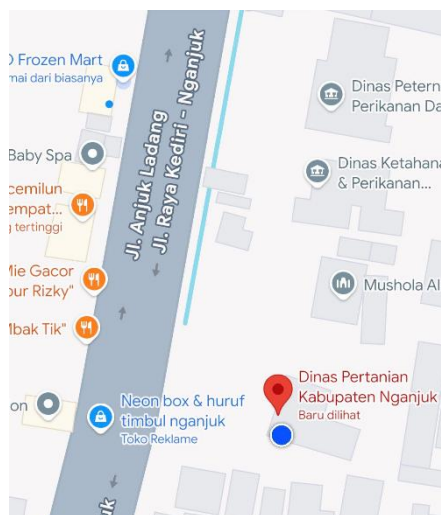 O Frozen Mart
mai dari biasanya
Dinas Petern
Perikanan Da
Jl. Anjuk Ladang
Jl. Raya Kediri - Nganjuk
Baby Spa
Dinas Ketahana
& Perikanan...
cemilun
empat...
g tertinggi
Mie Gacor
our Rizky"
Mushola Al
Mbak Tik"
Dinas Pertanian
Kabupaten Nganjuk
Baru dilihat
Neon box & huruf
timbul nganjuk
Toko Reklame
on
uk